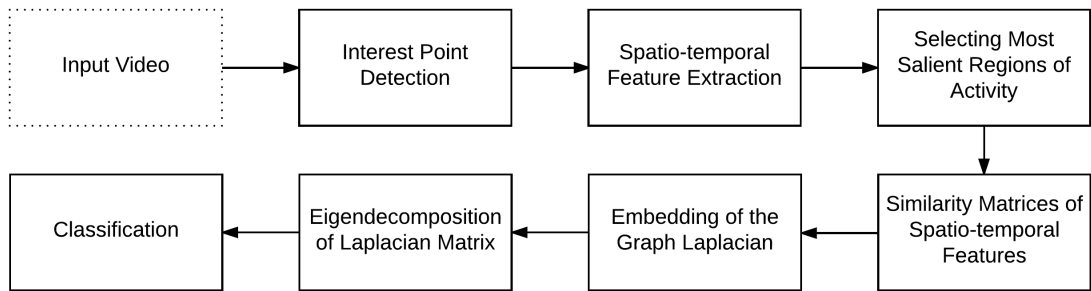 Input Video
Interest Point
Detection
Spatio-temporal
Feature Extraction
Selecting Most
Salient Regions of
Activity
Similarity Matrices of
Spatio-temporal
Features
Embedding of the
Graph Laplacian
Eigendecomposition
of Laplacian Matrix
Classification